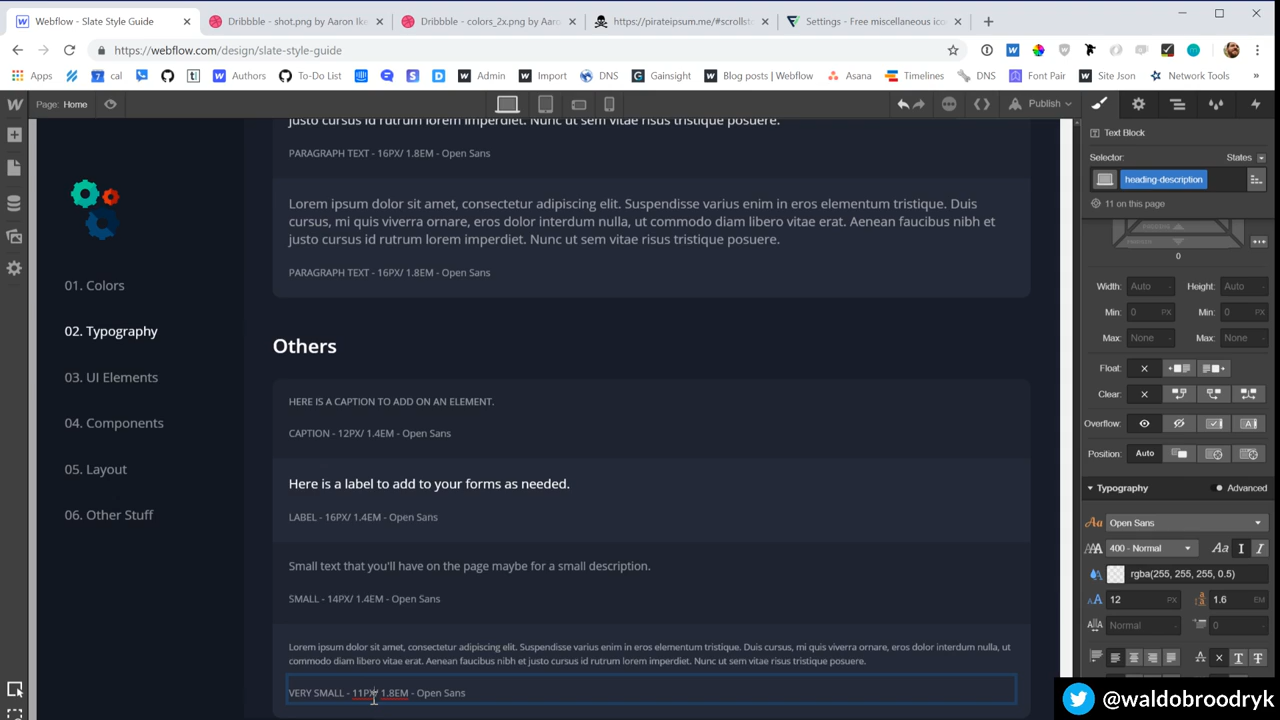 Webflow - Slate Style Guide
Dribbble - shot.png by Aaron Ike
Dribbble - colors_2x.png by Aaro
https://pirateipsum.me/#scrollsto
Settings - Free miscellaneous ico
https://webflow.com/design/slate-style-guide
Apps
cal
Authors
To-Do List
DNS
Admin
Import
Gainsight
Blog posts | Webflow
Asana
Timelines
DNS
Font Pair
Site Json
Network Tools
»
Page: Home
Publish
justo cursus id rutrum lorem imperdiet. Nunc ut sem vitae risus tristique posuere.
PARAGRAPH TEXT - 16PX/ 1.8EM - Open Sans
Lorem ipsum dolor sit amet, consectetur adipiscing elit. Suspendisse varius enim in eros elementum tristique. Duis
cursus, mi quis viverra ornare, eros dolor interdum nulla, ut commodo diam libero vitae erat. Aenean faucibus nibh et
justo cursus id rutrum lorem imperdiet. Nunc ut sem vitae risus tristique posuere.
PARAGRAPH TEXT - 16PX/ 1.8EM - Open Sans
01. Colors
02. Typography
03. UI Elements
04. Components
05. Layout
06. Other Stuff
Others
HERE IS A CAPTION TO ADD ON AN ELEMENT.
CAPTION - 12PX/ 1.4EM - Open Sans
Here is a label to add to your forms as needed.
LABEL - 16PX/ 1.4EM - Open Sans
Small text that you'll have on the page maybe for a small description.
SMALL - 14PX/ 1.4EM - Open Sans
Lorem ipsum dolor sit amet, consectetur adipiscing elit. Suspendisse varius enim in eros elementum tristique. Duis cursus, mi quis viverra ornare, eros dolor interdum nulla, ut
commodo diam libero vitae erat. Aenean faucibus nibh et justo cursus id rutrum lorem imperdiet. Nunc ut sem vitae risus tristique posuere.
VERY SMALL - 11PX/ 1.8EM - Open Sans
Text Block
Selector:
States
heading-description
11 on this page
PADDING
0
Width: Auto - Height: Auto -
Min: 0 PX Min: 0 PX
Max: None Max: None
Float:
Clear:
Overflow:
Position: Auto
Typography
Advanced
Open Sans
400 - Normal
rgba(255, 255, 255, 0.5)
12 PX 1.6 EM
Normal 0
@waldobroodryk